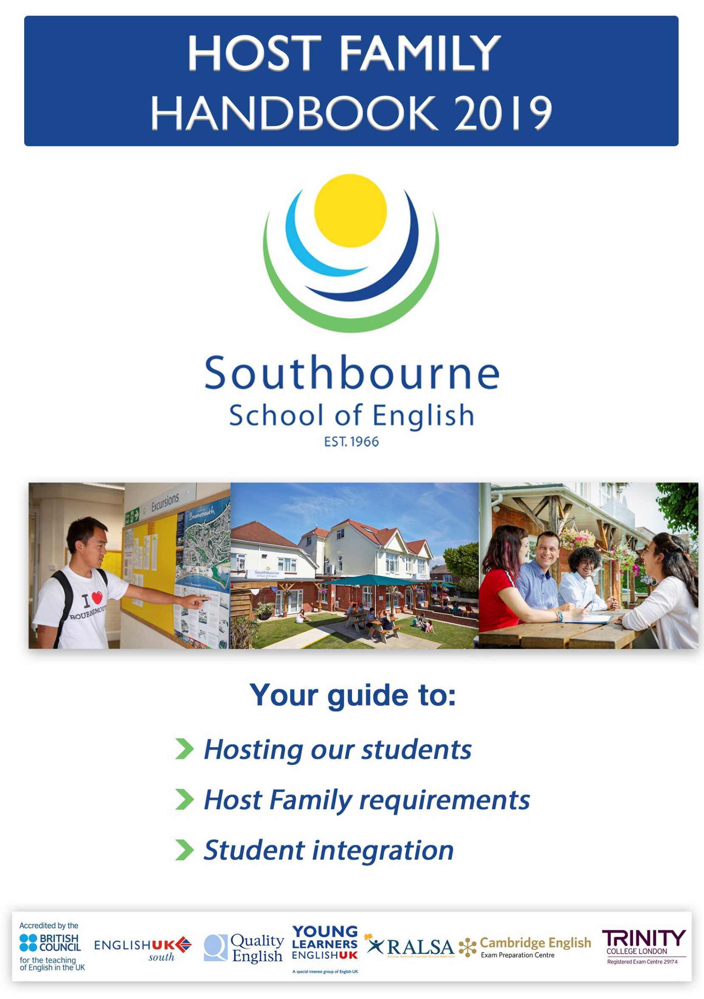 HOST FAMILY
HANDBOOK 2019
Southbourne
School of English
EST. 1966
Excursions
Bournemouth
I
BOURNEMOU
Southbourne
School of English
Your guide to:
Hosting our students
Host Family requirements
Student integration
Accredited by the
BRITISH
COUNCIL
for the teaching
of English in the UK
ENGLISHUK
south
Quality
English
YOUNG
LEARNERS
ENGLISHUK
A special interest group of English UK
RALSA
Cambridge English
Exam Preparation Centre
TRINITY
COLLEGE LONDON
Registered Exam Centre 29174